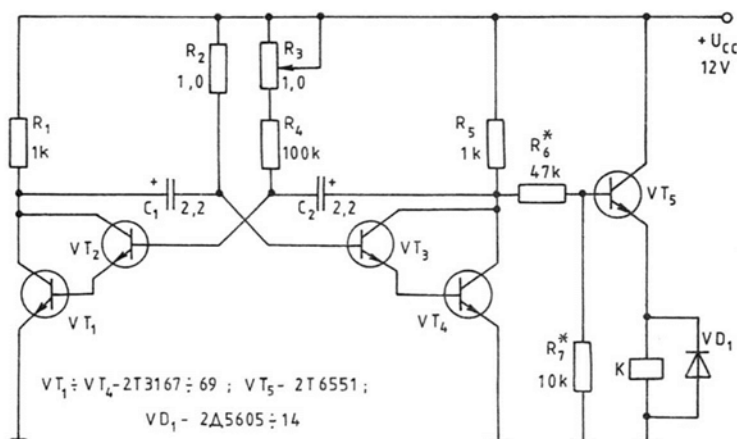 R₁
1k
R₂
1,0
R₃
1,0
R₄
100k
R₅
1k
R₆*
47k
+ U_CC
12V
+
C₁
2,2
+
C₂
2,2
VT₂
VT₁
VT₃
VT₄
VT₅
R₇*
10k
K
VD₁
VT₁÷VT₄-2T3167÷69 ; VT₅- 2T6551 ;
VD₁- 2Д5605÷14